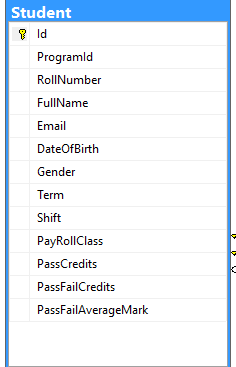 Student
Id
ProgramId
RollNumber
FullName
Email
DateOfBirth
Gender
Term
Shift
PayRollClass
PassCredits
PassFailCredits
PassFailAverageMark